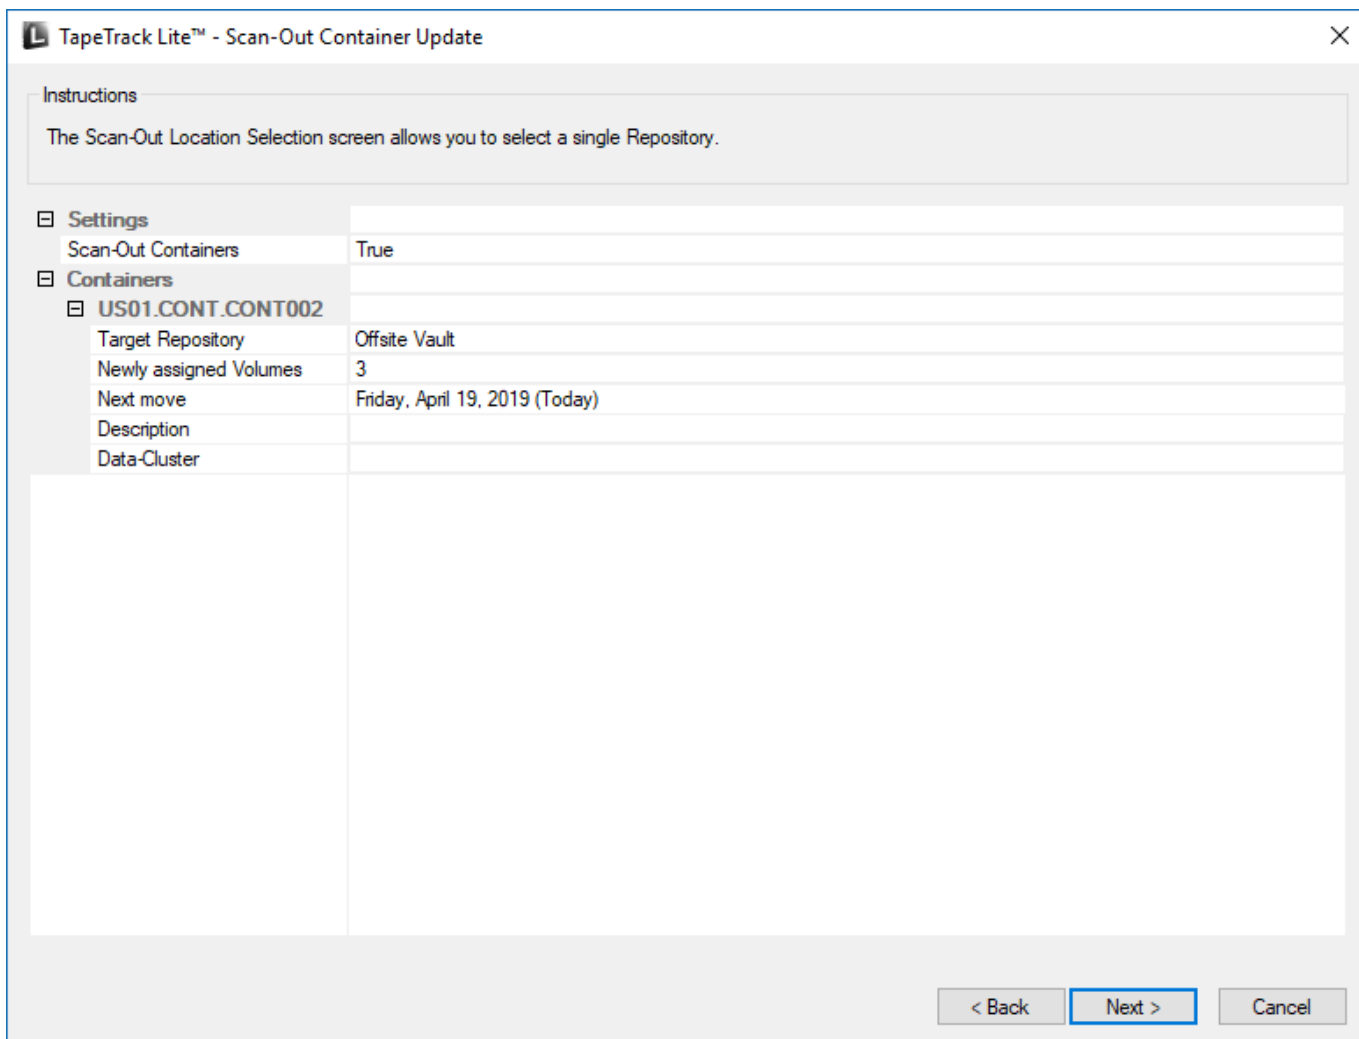 TapeTrack Lite™ - Scan-Out Container Update
Instructions
The Scan-Out Location Selection screen allows you to select a single Repository.
Settings
Scan-Out Containers True
Containers
US01.CONT.CONT002
Target Repository Offsite Vault
Newly assigned Volumes 3
Next move Friday, April 19, 2019 (Today)
Description
Data-Cluster
< Back Next > Cancel